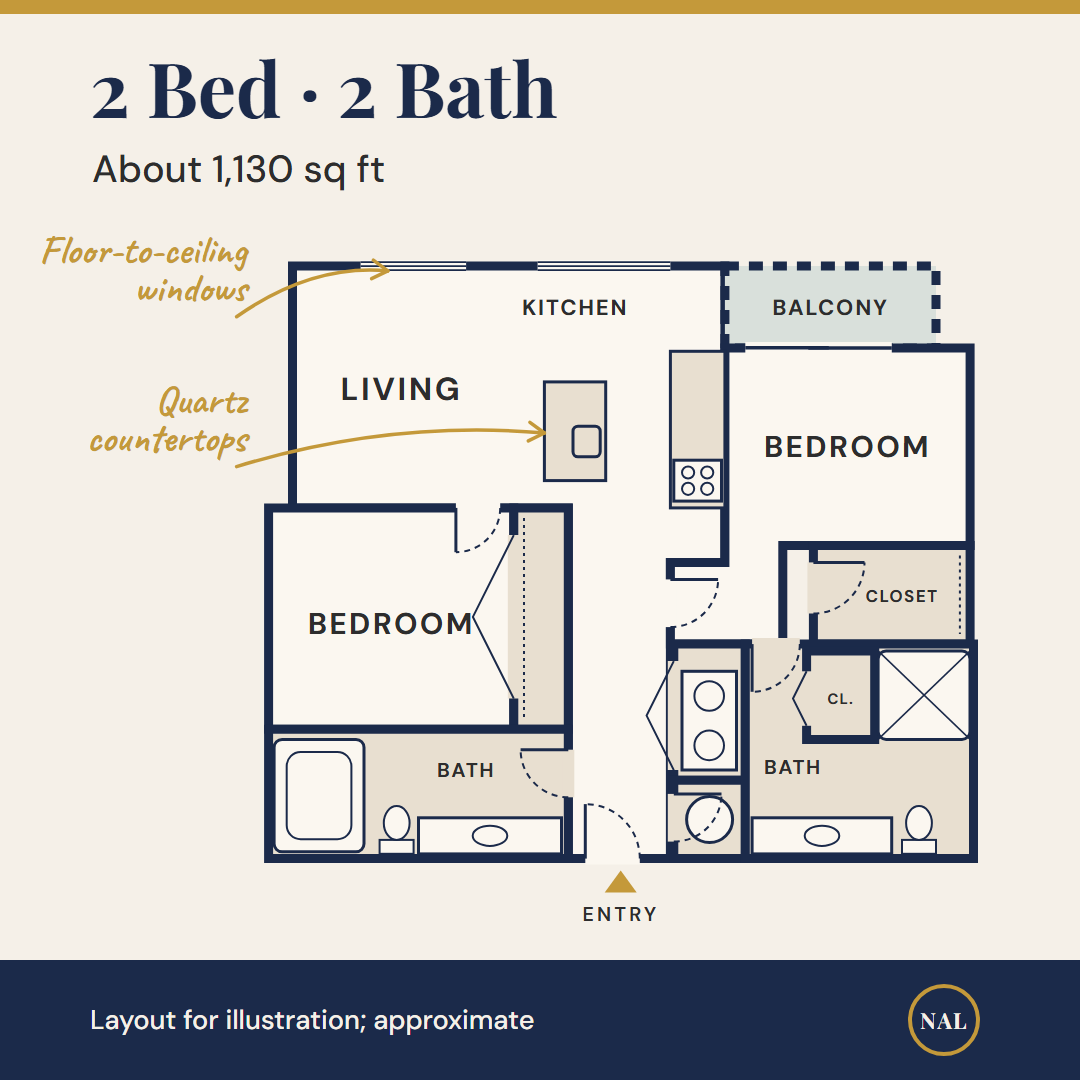 2 Bed · 2 Bath
About 1,130 sq ft
Floor-to-ceiling
windows
KITCHEN
BALCONY
LIVING
Quartz
countertops
BEDROOM
CLOSET
BEDROOM
CL.
BATH
BATH
ENTRY
Layout for illustration; approximate
NAL